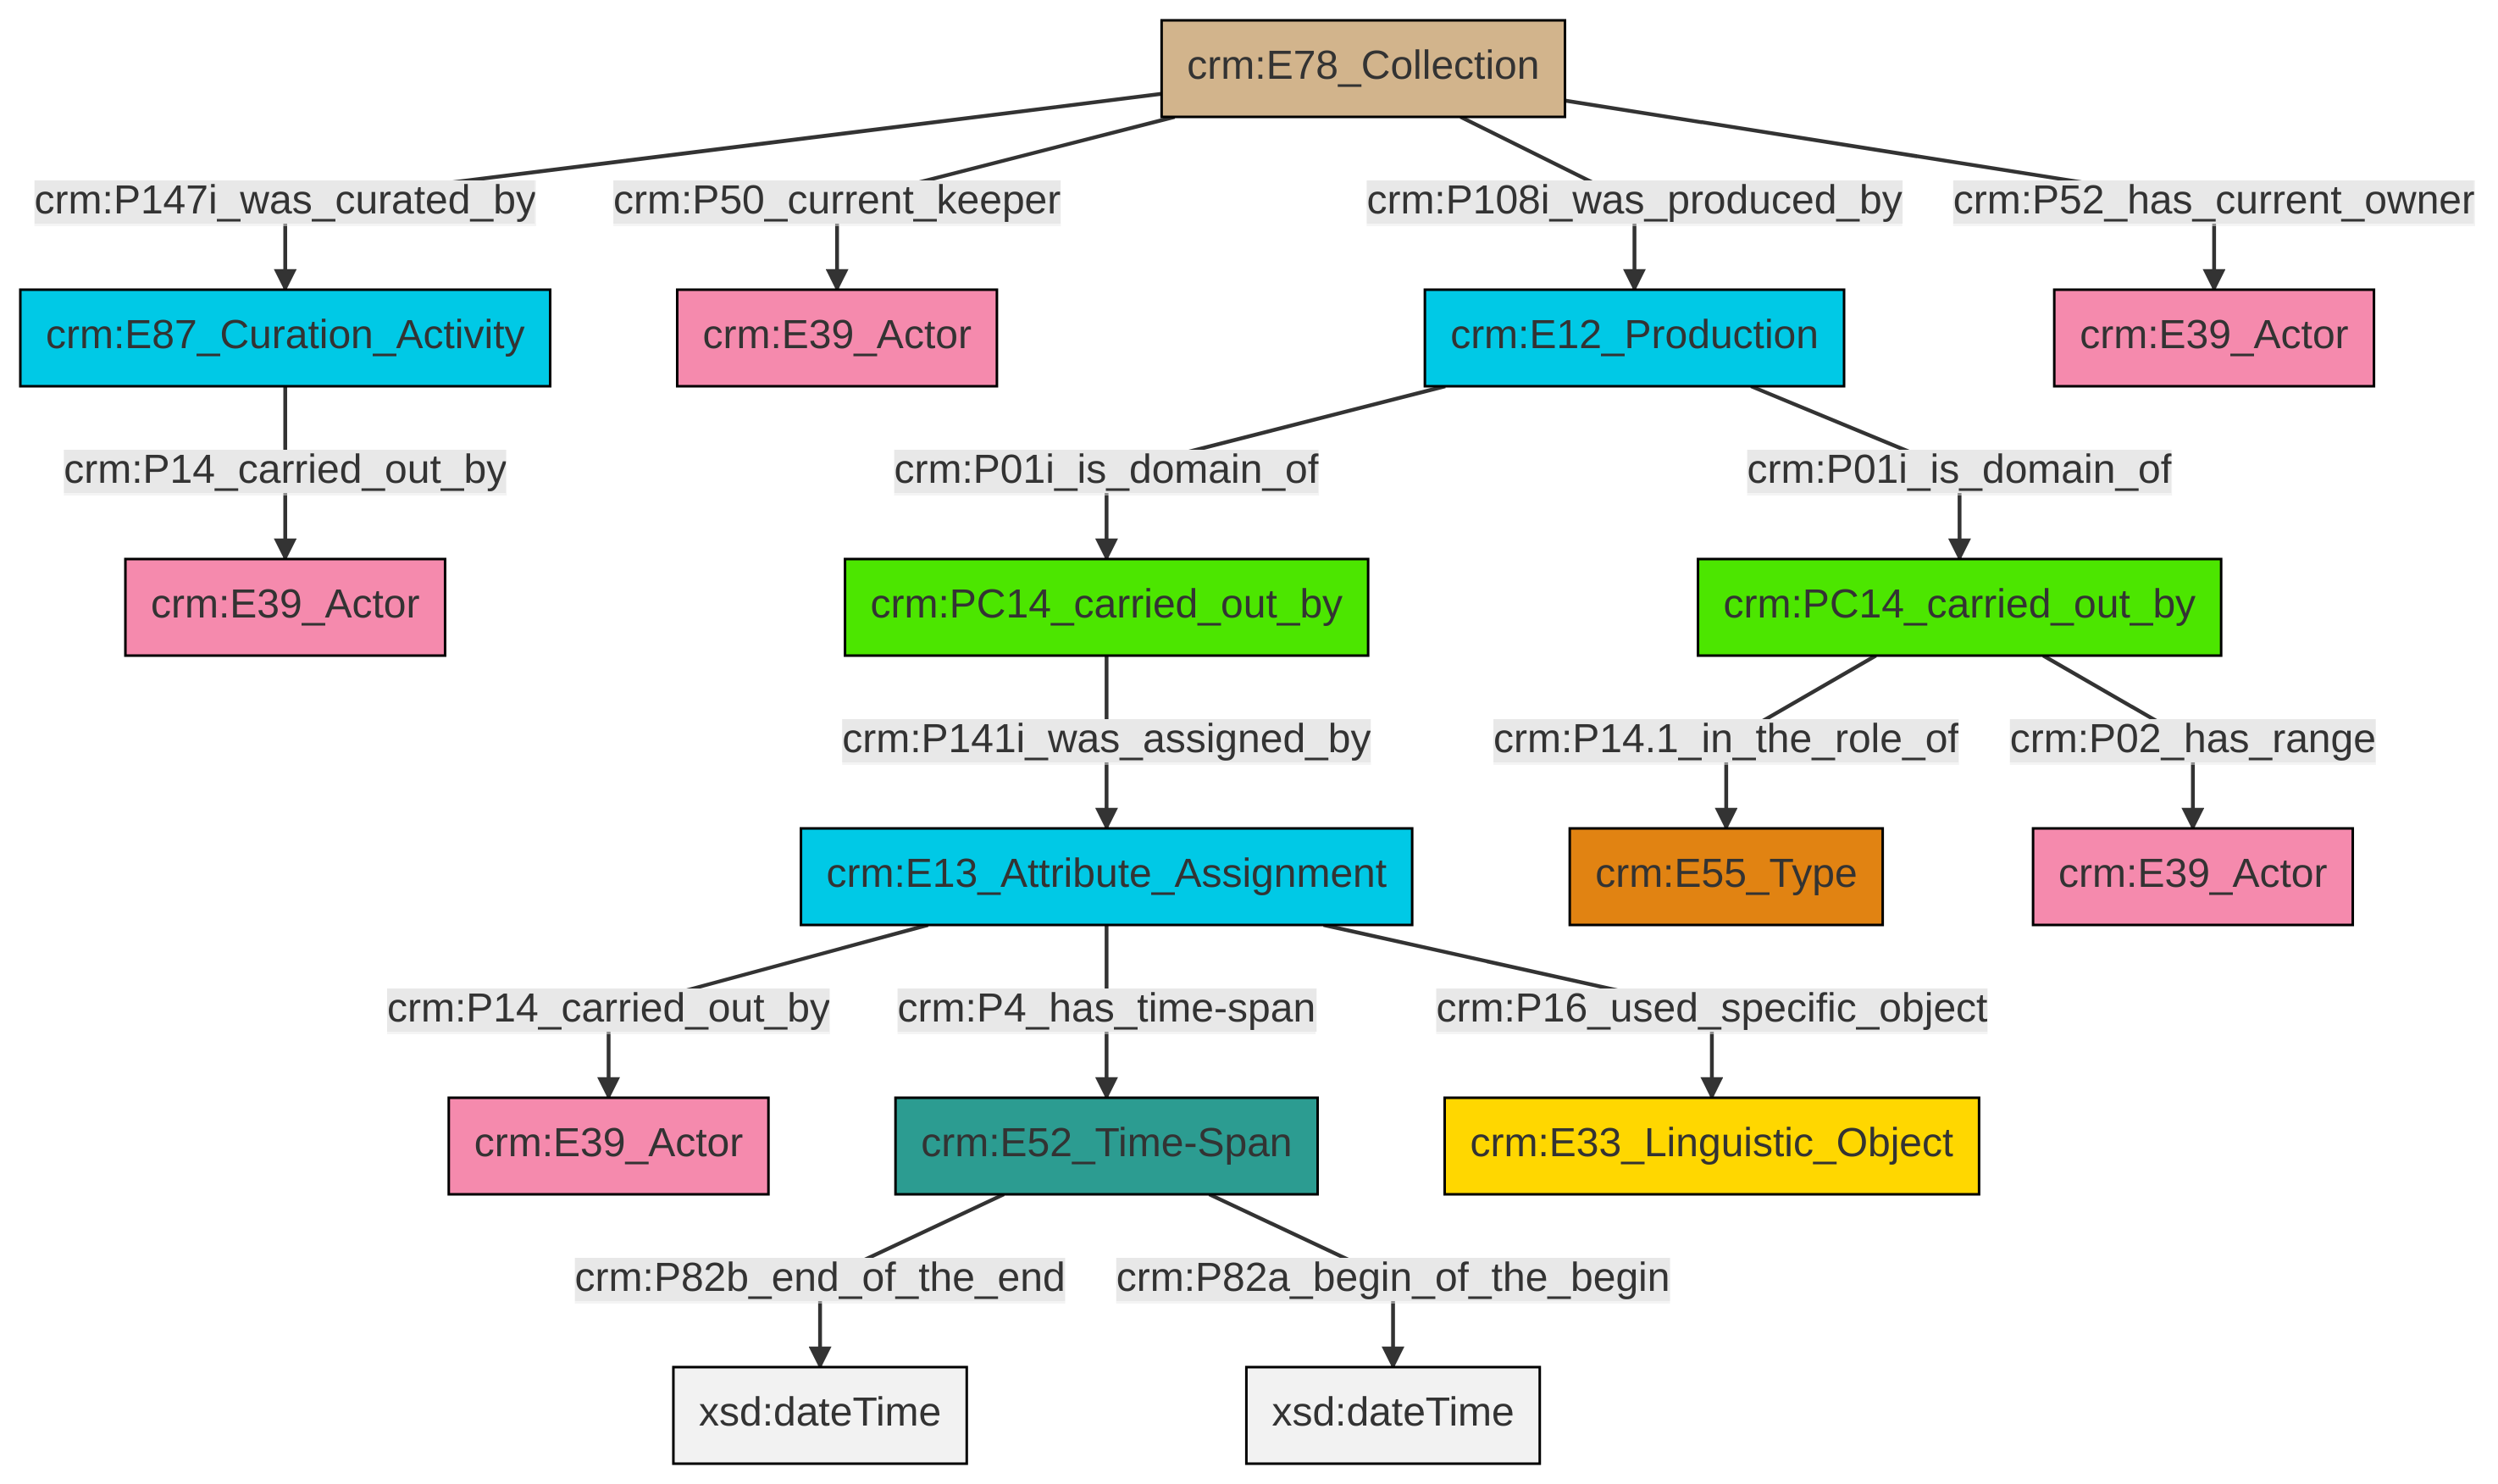 crm:E78_Collection
crm:P147i_was_curated_by
crm:P50_current_keeper
crm:P108i_was_produced_by
crm:P52_has_current_owner
crm:E87_Curation_Activity
crm:E39_Actor
crm:E12_Production
crm:E39_Actor
crm:P14_carried_out_by
crm:P01i_is_domain_of
crm:P01i_is_domain_of
crm:E39_Actor
crm:PC14_carried_out_by
crm:PC14_carried_out_by
crm:P141i_was_assigned_by
crm:P14.1_in_the_role_of
crm:P02_has_range
crm:E13_Attribute_Assignment
crm:E55_Type
crm:E39_Actor
crm:P14_carried_out_by
crm:P4_has_time-span
crm:P16_used_specific_object
crm:E39_Actor
crm:E52_Time-Span
crm:E33_Linguistic_Object
crm:P82b_end_of_the_end
crm:P82a_begin_of_the_begin
xsd:dateTime
xsd:dateTime